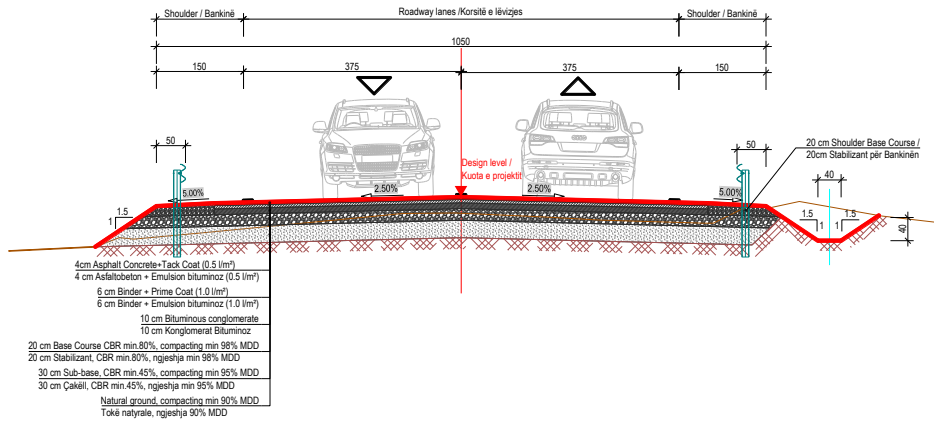 Shoulder / Bankinë
Roadway lanes /Korsitë e lëvizjes
Shoulder / Bankinë
1050
150
375
375
150
50
50
20 cm Shoulder Base Course /
20cm Stabilizant për Bankinën
40
Design level /
Kuota e projektit
5.00%
2.50%
2.50%
5.00%
1.5
1
1.5
1
1.5
1
40
4cm Asphalt Concrete+Tack Coat (0.5 l/m²)
4 cm Asfaltobeton + Emulsion bituminoz (0.5 l/m²)
6 cm Binder + Prime Coat (1.0 l/m²)
6 cm Binder + Emulsion bituminoz (1.0 l/m²)
10 cm Bituminous conglomerate
10 cm Konglomerat Bituminoz
20 cm Base Course CBR min.80%, compacting min 98% MDD
20 cm Stabilizant, CBR min.80%, ngjeshja min 98% MDD
30 cm Sub-base, CBR min.45%, compacting min 95% MDD
30 cm Çakëll, CBR min.45%, ngjeshja min 95% MDD
Natural ground, compacting min 90% MDD
Tokë natyrale, ngjeshja 90% MDD